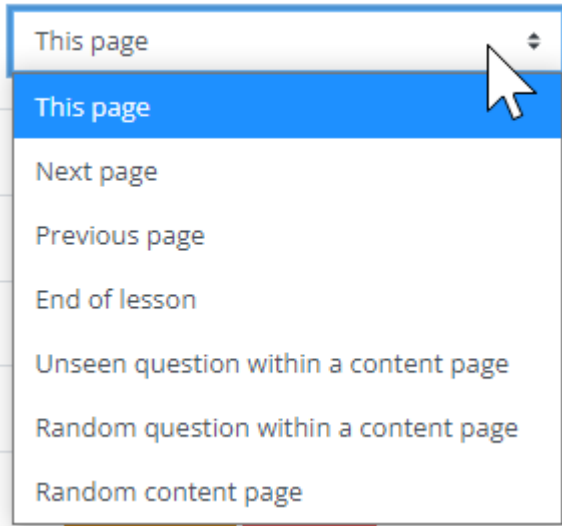 This page
This page
Next page
Previous page
End of lesson
Unseen question within a content page
Random question within a content page
Random content page